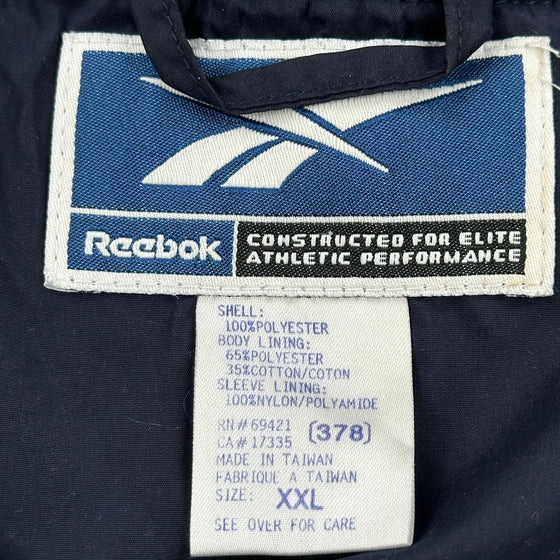 Reebok
CONSTRUCTED FOR ELITE
ATHLETIC PERFORMANCE
SHELL:
100%POLYESTER
BODY LINING:
65%POLYESTER
35%COTTON/COTON
SLEEVE LINING:
100%NYLON/POLYAMIDE
RN# 69421 (378)
CA# 17335
MADE IN TAIWAN
FABRIQUE A TAIWAN
SIZE: XXL
SEE OVER FOR CARE